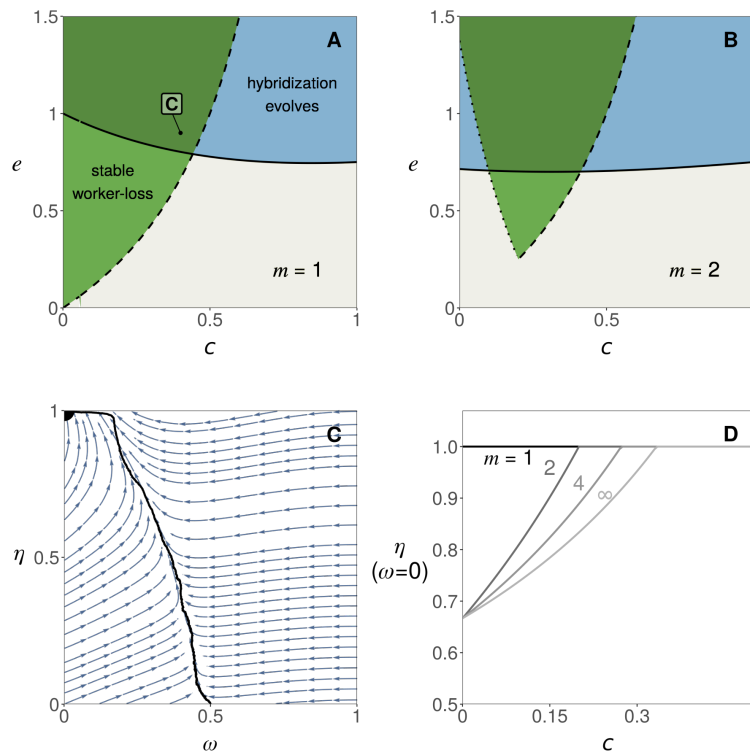 1.5
1
0.5
0
e
A
C
hybridization
evolves
stable
worker-loss
m = 1
0
0.5
1
c
1.5
1
0.5
0
e
B
m = 2
0
0.5
c
1
0.5
0
η
C
0
0.5
1
ω
1.0
0.9
0.8
0.7
0.6
0.5
η
(ω=0)
D
m = 1
2
4
∞
0
0.15
0.3
c